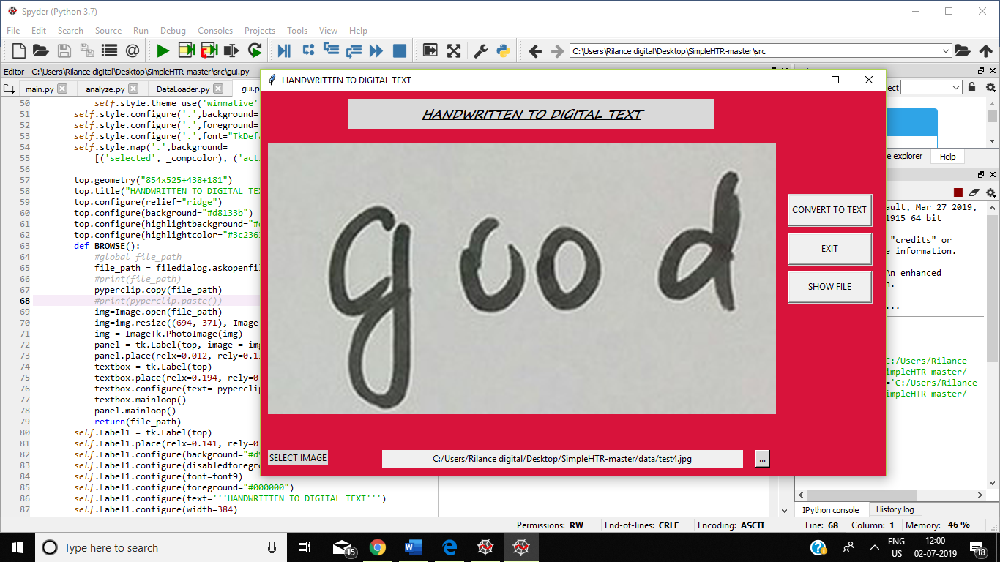 Spyder (Python 3.7)
File Edit Search Source Run Debug Consoles Projects Tools View Help
C:\Users\Rilance digital\Desktop\SimpleHTR-master\src
Editor - C:\Users\Rilance digital\Desktop\SimpleHTR-master\src\gui.py
main.py analyze.py DataLoader.py gui.p
50 self.style.theme_use('winnative'
51 self.style.configure('.',background=
52 self.style.configure('.',foreground=
53 self.style.configure('.',font="TkDefa
54 self.style.map('.',background=
55 [('selected', _compcolor), ('acti
56
57 top.geometry("854x525+438+181")
58 top.title("HANDWRITTEN TO DIGITAL TEX
59 top.configure(relief="ridge")
60 top.configure(background="#d8133b")
61 top.configure(highlightbackground="#
62 top.configure(highlightcolor="#3c236
63 def BROWSE():
64 #global file_path
65 file_path = filedialog.askopenfil
66 #print(file_path)
67 pyperclip.copy(file_path)
68 #print(pyperclip.paste())
69 img=Image.open(file_path)
70 img=img.resize((694, 371), Image
71 img = ImageTk.PhotoImage(img)
72 panel = tk.Label(top, image = img
73 panel.place(relx=0.012, rely=0.1
74 textbox = tk.Label(top)
75 textbox.place(relx=0.194, rely=0.
76 textbox.configure(text= pyperclip
77 textbox.mainloop()
78 panel.mainloop()
79 return(file_path)
80 self.Label1 = tk.Label(top)
81 self.Label1.place(relx=0.141, rely=0
82 self.Label1.configure(background="#d9
83 self.Label1.configure(disabledforegro
84 self.Label1.configure(font=font9)
85 self.Label1.configure(foreground="#000000")
86 self.Label1.configure(text='''HANDWRITTEN TO DIGITAL TEXT''')
87 self.Label1.configure(width=384)
HANDWRITTEN TO DIGITAL TEXT
HANDWRITTEN TO DIGITAL TEXT
good
CONVERT TO TEXT
EXIT
SHOW FILE
SELECT IMAGE C:/Users/Rilance digital/Desktop/SimpleHTR-master/data/test4.jpg ...
ject
e explorer Help
ault, Mar 27 2019,
1915 64 bit
"credits" or
e information.
An enhanced
n.
...
C:/Users/Rilance
impleHTR-master/
='C:/Users/Rilance
impleHTR-master/
IPython console History log
Permissions: RW End-of-lines: CRLF Encoding: ASCII Line: 68 Column: 1 Memory: 46 %
Type here to search
15
ENG
US
12:00
02-07-2019
18